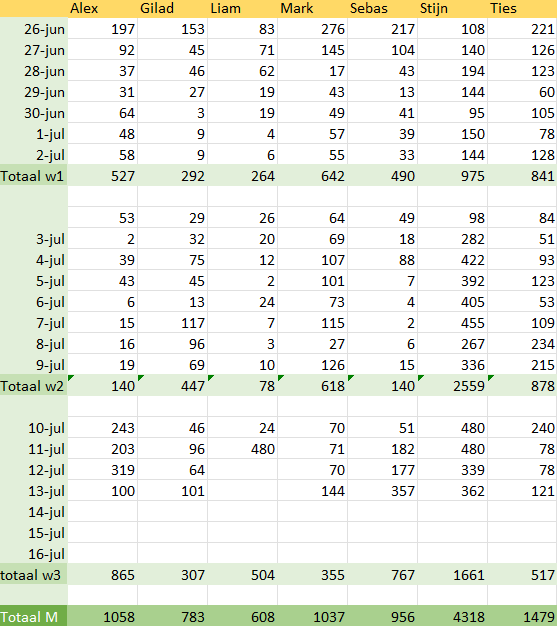 Alex Gilad Liam Mark Sebas Stijn Ties
26-jun 197 153 83 276 217 108 221
27-jun 92 45 71 145 104 140 126
28-jun 37 46 62 17 43 194 123
29-jun 31 27 19 43 13 144 60
30-jun 64 3 19 49 41 95 105
1-jul 48 9 4 57 39 150 78
2-jul 58 9 6 55 33 144 128
Totaal w1 527 292 264 642 490 975 841
53 29 26 64 49 98 84
3-jul 2 32 20 69 18 282 51
4-jul 39 75 12 107 88 422 93
5-jul 43 45 2 101 7 392 123
6-jul 6 13 24 73 4 405 53
7-jul 15 117 7 115 2 455 109
8-jul 16 96 3 27 6 267 234
9-jul 19 69 10 126 15 336 215
Totaal w2 140 447 78 618 140 2559 878
10-jul 243 46 24 70 51 480 240
11-jul 203 96 480 71 182 480 78
12-jul 319 64 70 177 339 78
13-jul 100 101 144 357 362 121
14-jul
15-jul
16-jul
totaal w3 865 307 504 355 767 1661 517
Totaal M 1058 783 608 1037 956 4318 1479